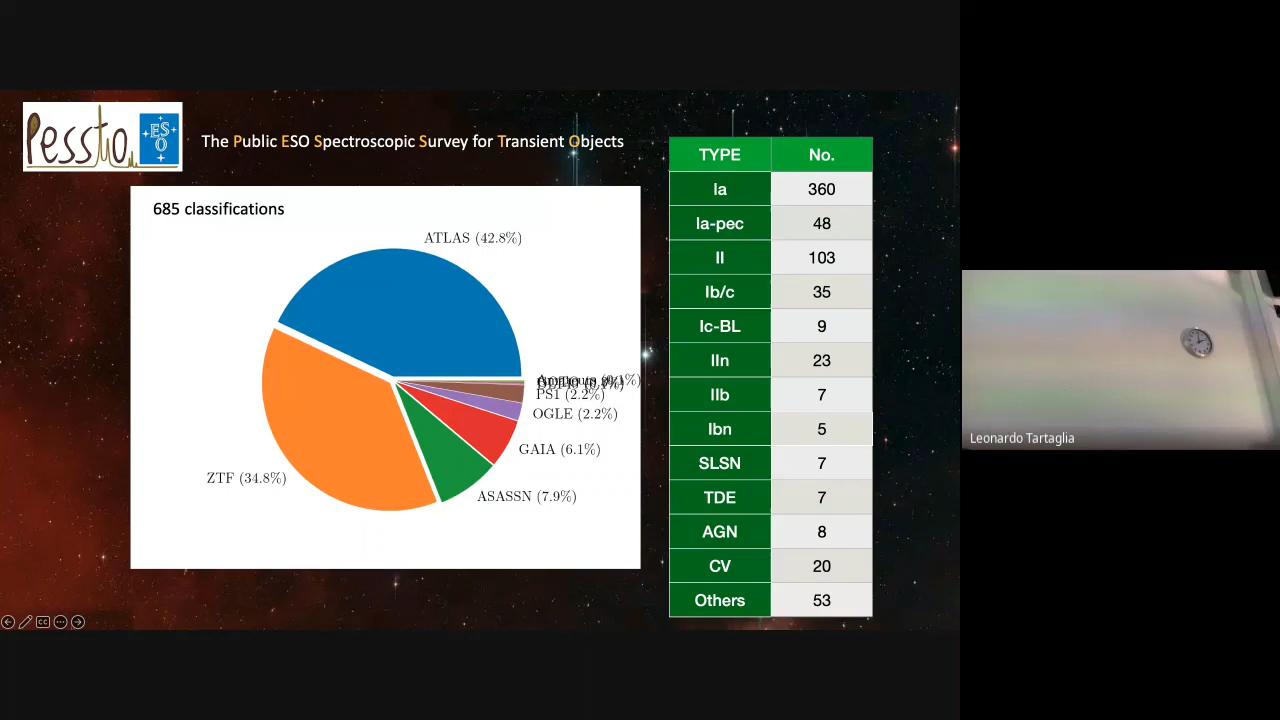 Pessto
ESO
The Public ESO Spectroscopic Survey for Transient Objects
685 classifications
ATLAS (42.8%)
PS1 (2.2%)
OGLE (2.2%)
GAIA (6.1%)
ASASSN (7.9%)
ZTF (34.8%)
TYPE No.
Ia 360
Ia-pec 48
II 103
Ib/c 35
Ic-BL 9
IIn 23
IIb 7
Ibn 5
SLSN 7
TDE 7
AGN 8
CV 20
Others 53
CC
Leonardo Tartaglia